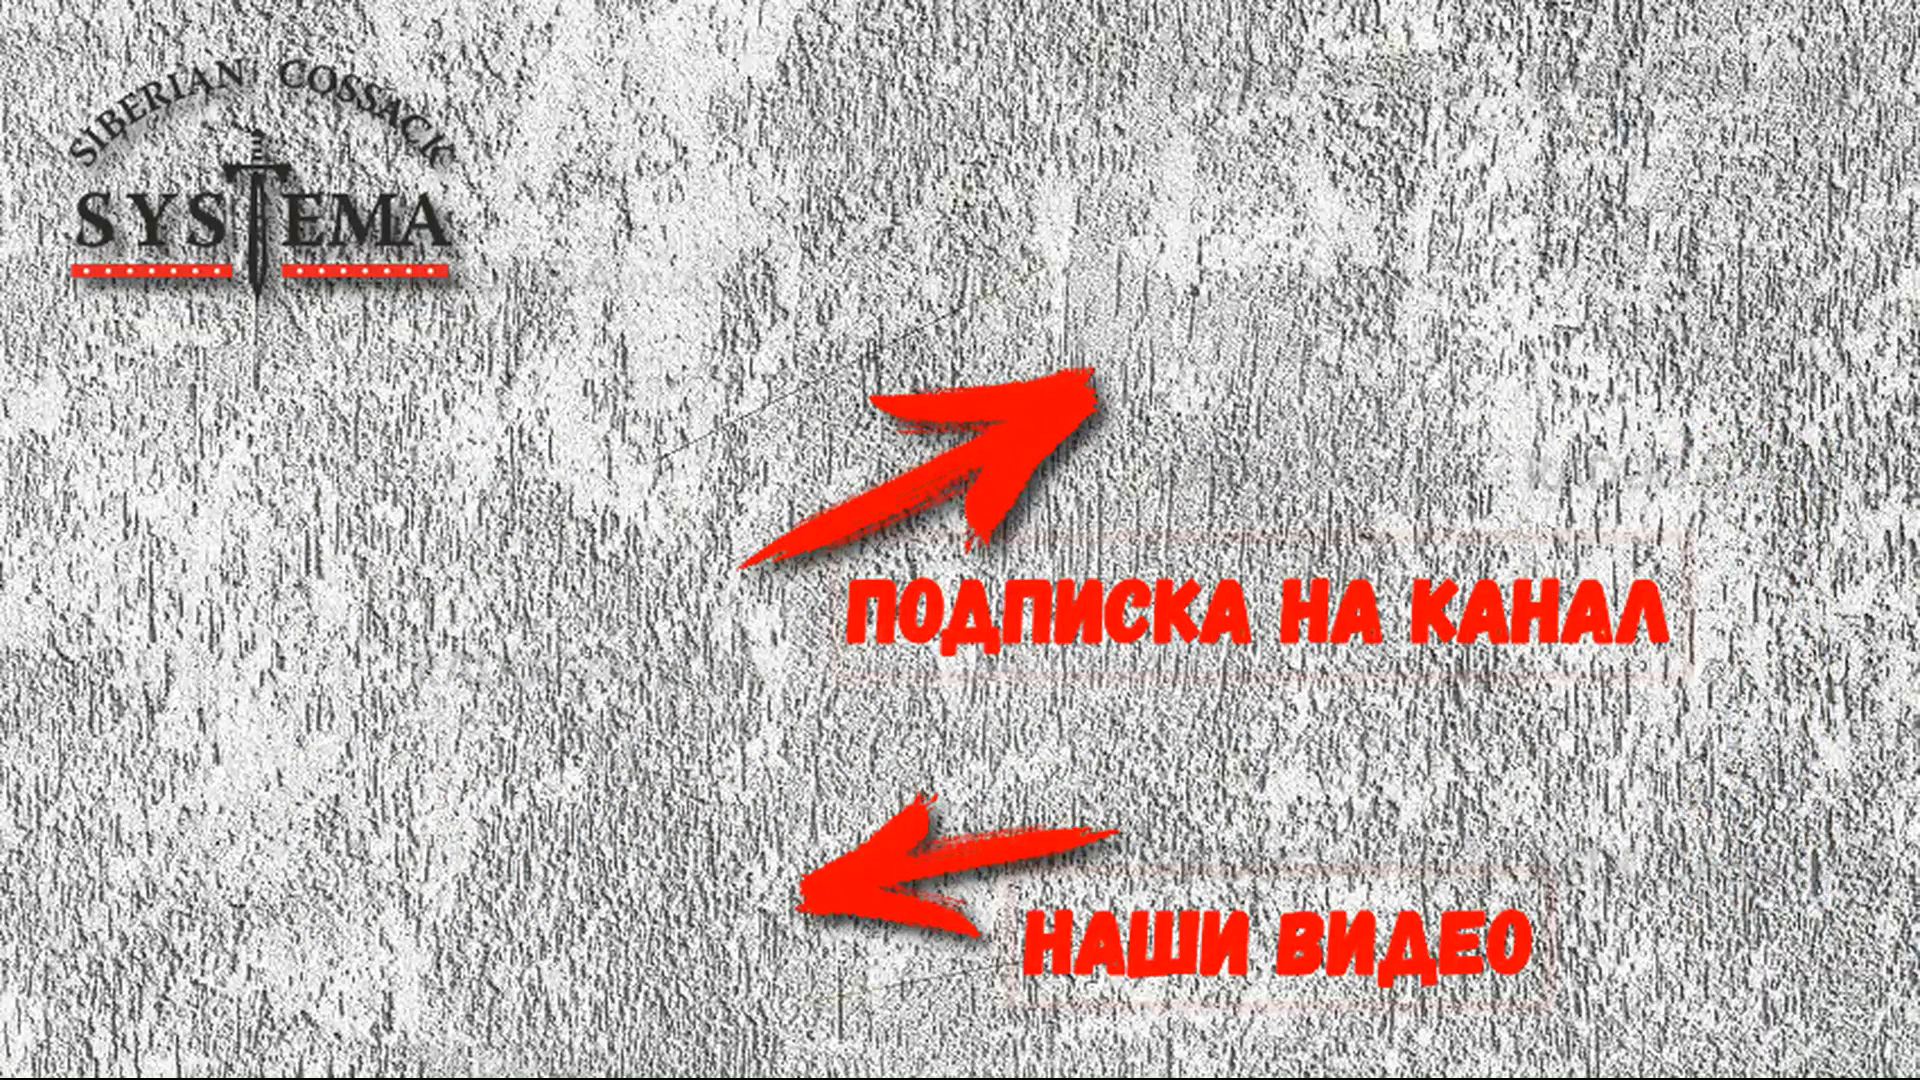 SIBERIAN COSSACK
SYSTEMA
ПОДПИСКА НА КАНАЛ
НАШИ ВИДЕО